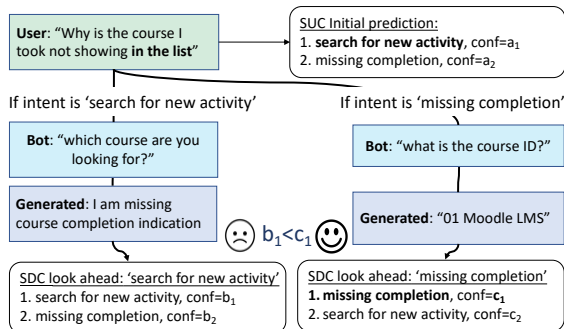 User: “Why is the course I
took not showing in the list”
SUC Initial prediction:
1. search for new activity, conf=a₁
2. missing completion, conf=a₂
If intent is ‘search for new activity’
If intent is ‘missing completion’
Bot: “which course are you
looking for?”
Bot: “what is the course ID?”
Generated: I am missing
course completion indication
b₁<c₁
Generated: “01 Moodle LMS”
SDC look ahead: ‘search for new activity’
1. search for new activity, conf=b₁
2. missing completion, conf=b₂
SDC look ahead: ‘missing completion’
1. missing completion, conf=c₁
2. search for new activity, conf=c₂